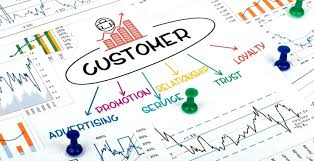 CUSTOMER
LOYALTY
TRUST
RELATIONSHIP
SERVICE
PROMOTION
ADVERTISING